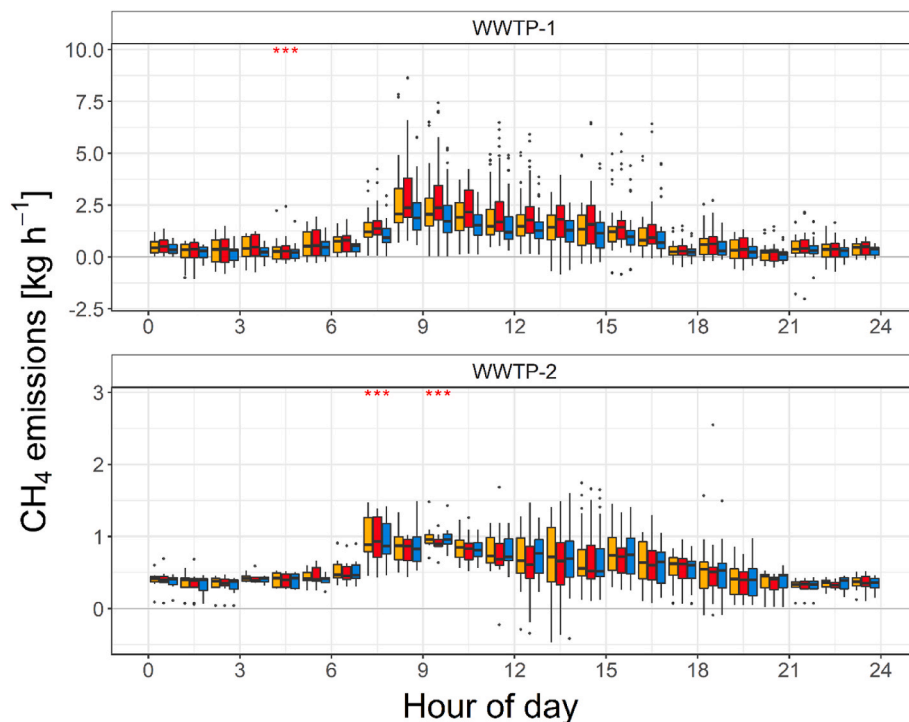 WWTP-1
***
10.0
7.5
5.0
2.5
0.0
-2.5
0 3 6 9 12 15 18 21 24
WWTP-2
*** ***
3
2
1
0
0 3 6 9 12 15 18 21 24
CH₄ emissions [kg h⁻¹]
Hour of day